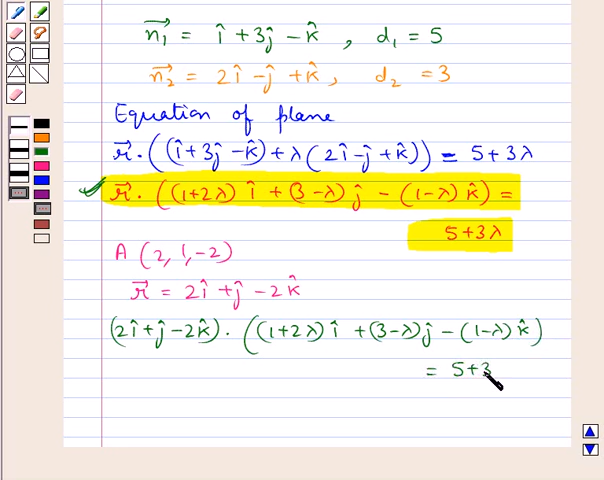 n₁⃗ = î + 3ĵ − k̂ , d₁ = 5
n₂⃗ = 2î − ĵ + k̂ , d₂ = 3
Equation of plane
r⃗ . ((î + 3ĵ − k̂) + λ(2î − ĵ + k̂)) = 5 + 3λ
✓ r⃗ . ((1+2λ) î + (3−λ) ĵ − (1−λ) k̂) =
5 + 3λ
A (2, 1, −2)
r⃗ = 2î + ĵ − 2k̂
(2î + ĵ − 2k̂) . ((1+2λ) î + (3−λ) ĵ − (1−λ) k̂)
= 5 + 3